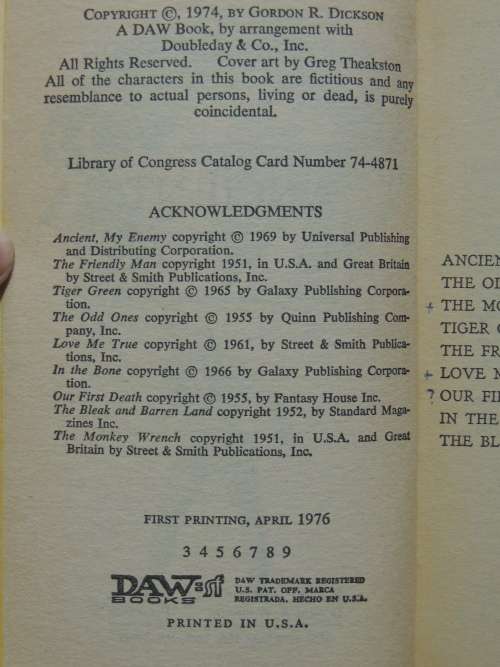 COPYRIGHT ©, 1974, BY GORDON R. DICKSON
A DAW Book, by arrangement with
Doubleday & Co., Inc.
All Rights Reserved. Cover art by Greg Theakston
All of the characters in this book are fictitious and any
resemblance to actual persons, living or dead, is purely
coincidental.
Library of Congress Catalog Card Number 74-4871
ACKNOWLEDGMENTS
Ancient, My Enemy copyright © 1969 by Universal Publishing
and Distributing Corporation.
The Friendly Man copyright 1951, in U.S.A. and Great Britain
by Street & Smith Publications, Inc.
Tiger Green copyright © 1965 by Galaxy Publishing Corpora-
tion.
The Odd Ones copyright © 1955 by Quinn Publishing Com-
pany, Inc.
Love Me True copyright © 1961, by Street & Smith Publica-
tions, Inc.
In the Bone copyright © 1966 by Galaxy Publishing Corpora-
tion.
Our First Death copyright © 1955, by Fantasy House Inc.
The Bleak and Barren Land copyright 1952, by Standard Maga-
zines Inc.
The Monkey Wrench copyright 1951, in U.S.A. and Great
Britain by Street & Smith Publications, Inc.
FIRST PRINTING, APRIL 1976
3 4 5 6 7 8 9
DAW sf
BOOKS
DAW TRADEMARK REGISTERED
U.S. PAT. OFF. MARCA
REGISTRADA. HECHO EN U.S.A.
PRINTED IN U.S.A.
ANCIEN
THE O
+ THE MO
TIGER
THE FR
+ LOVE M
? OUR FI
IN THE
THE BL